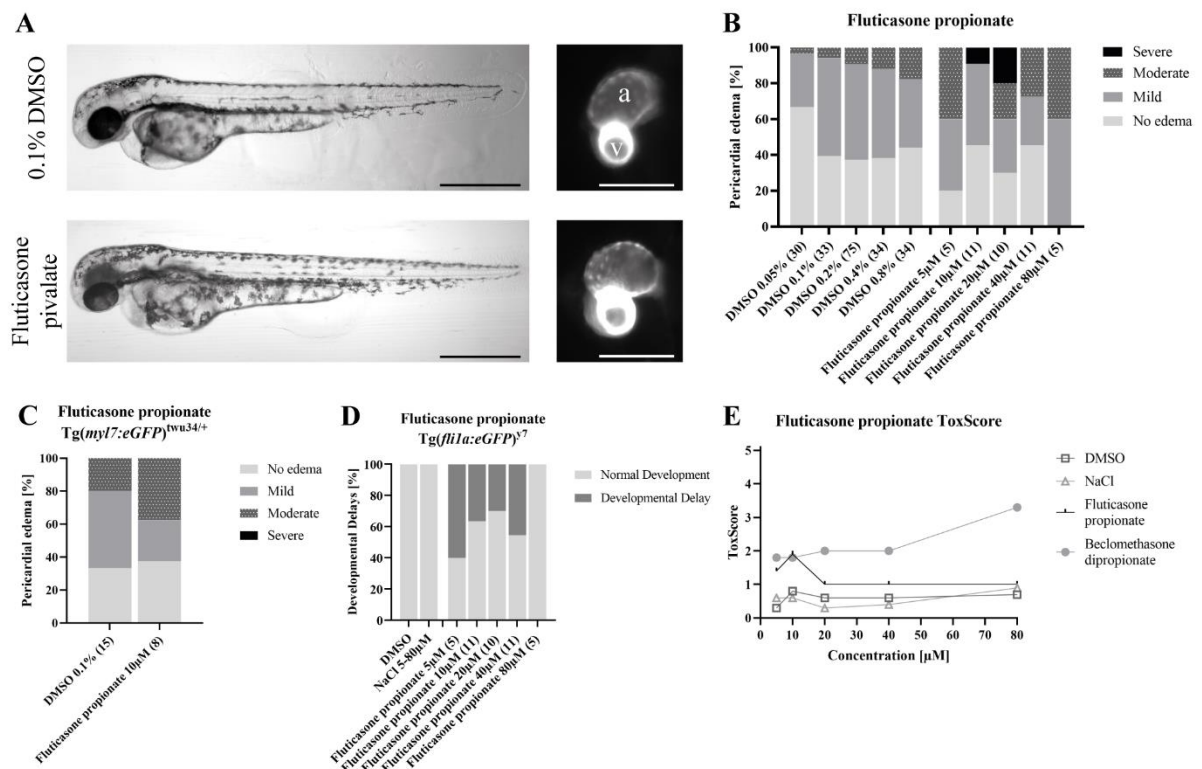 A
0.1% DMSO
a
v
Fluticasone
pivalate
B
Fluticasone propionate
Pericardial edema [%]
100
80
60
40
20
0
Severe
Moderate
Mild
No edema
DMSO 0.05% (30)
DMSO 0.1% (33)
DMSO 0.2% (75)
DMSO 0.4% (34)
DMSO 0.8% (34)
Fluticasone propionate 5µM (5)
Fluticasone propionate 10µM (11)
Fluticasone propionate 20µM (10)
Fluticasone propionate 40µM (11)
Fluticasone propionate 80µM (5)
C
Fluticasone propionate
Tg(myl7:eGFP)twu34/+
Pericardial edema [%]
100
80
60
40
20
0
No edema
Mild
Moderate
Severe
DMSO 0.1% (15)
Fluticasone propionate 10µM (8)
D
Fluticasone propionate
Tg(fli1a:eGFP)y7
Developmental Delays [%]
100
80
60
40
20
0
Normal Development
Developmental Delay
DMSO
NaCl 5-80µM
Fluticasone propionate 5µM (5)
Fluticasone propionate 10µM (11)
Fluticasone propionate 20µM (10)
Fluticasone propionate 40µM (11)
Fluticasone propionate 80µM (5)
E
Fluticasone propionate ToxScore
ToxScore
5
4
3
2
1
0
0 10 20 30 40 50 60 70 80
Concentration [µM]
DMSO
NaCl
Fluticasone
propionate
Beclomethasone
dipropionate